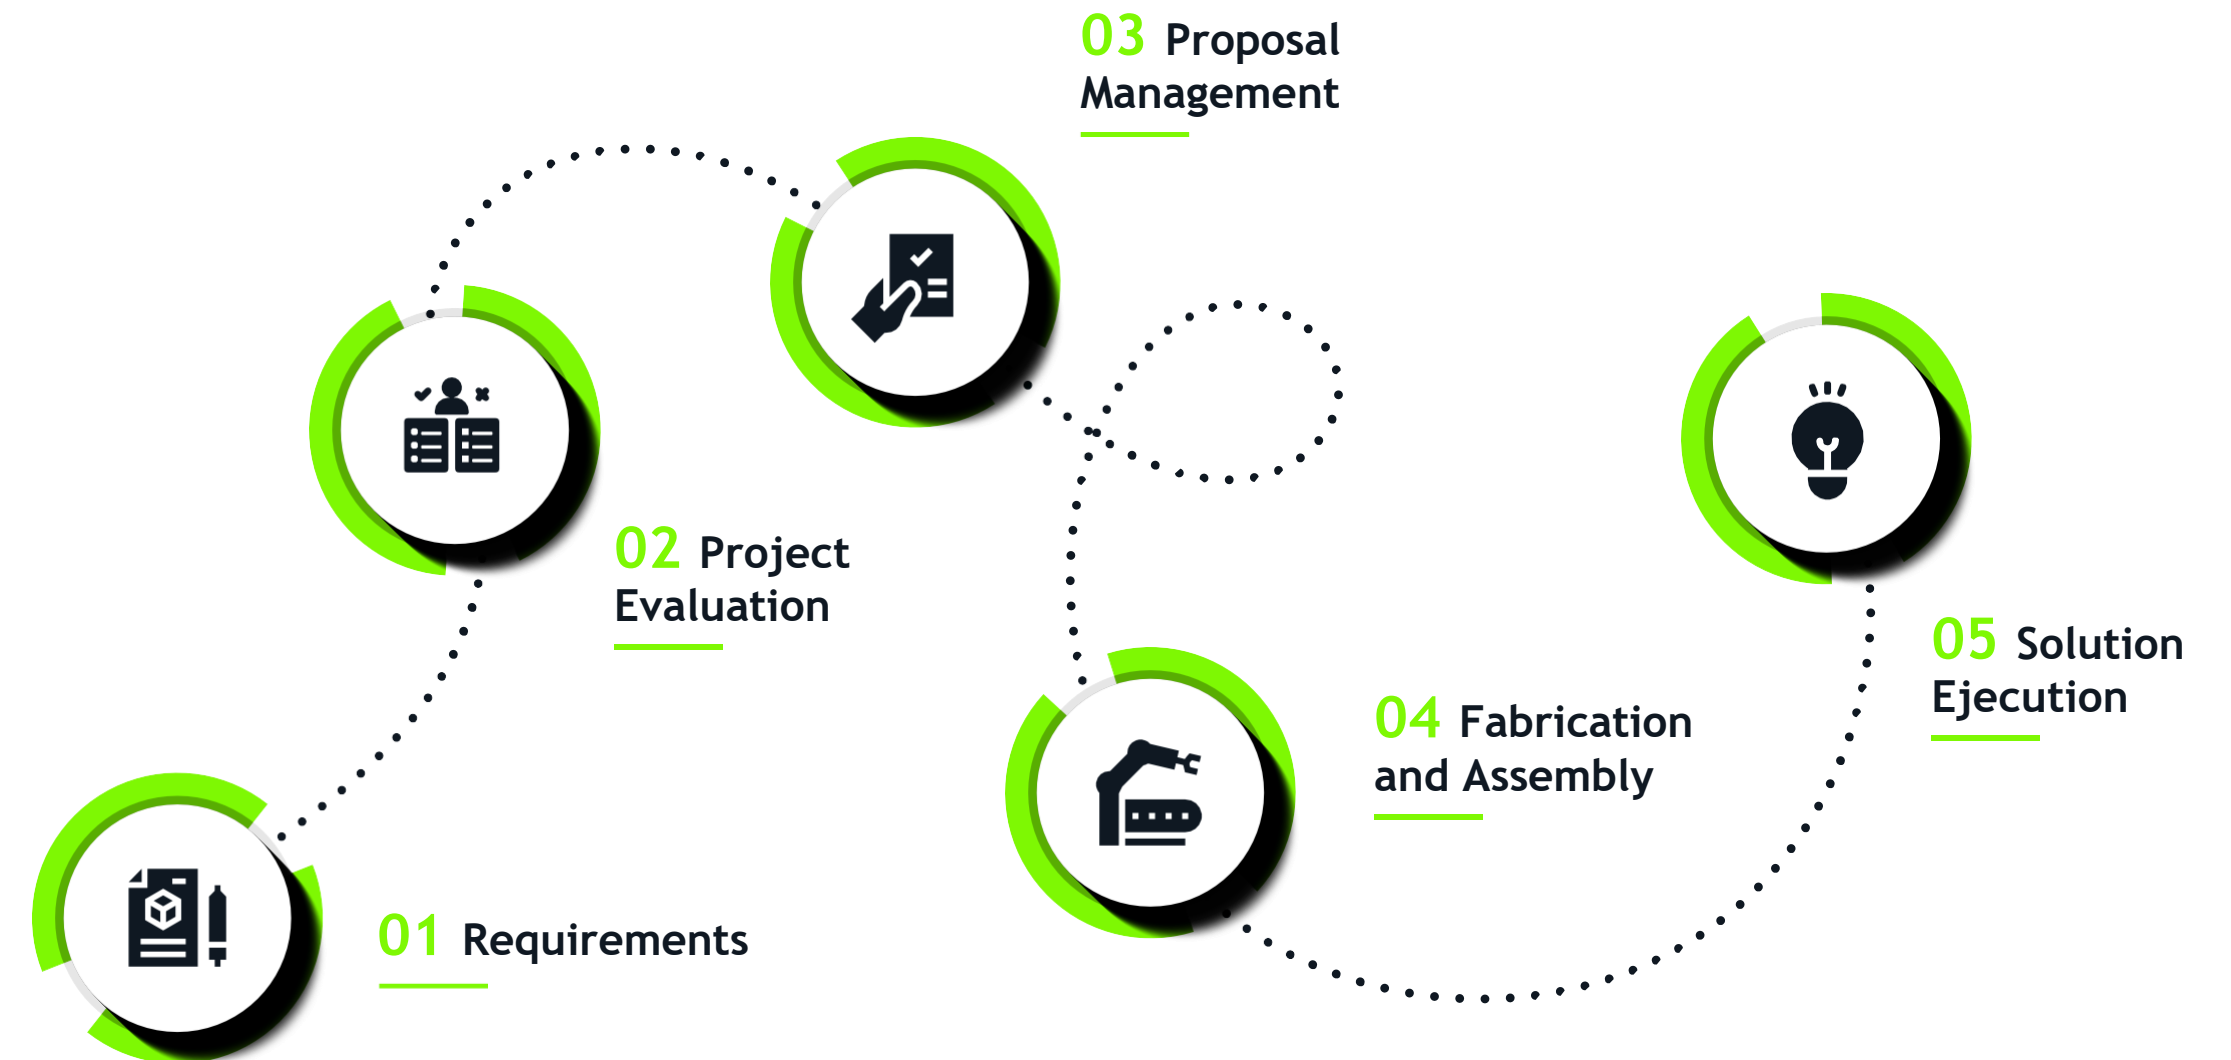 01 Requirements
02 Project
Evaluation
03 Proposal
Management
04 Fabrication
and Assembly
05 Solution
Ejecution